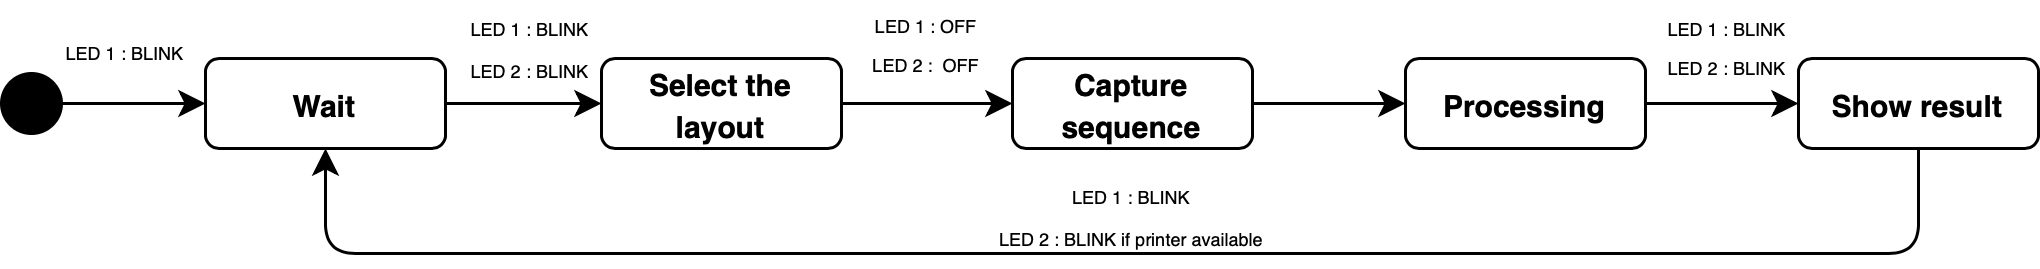 LED 1 : BLINK
Wait
LED 1 : BLINK
LED 2 : BLINK
Select the
layout
LED 1 : OFF
LED 2 :  OFF
Capture
sequence
Processing
LED 1 : BLINK
LED 2 : BLINK
Show result
LED 1 : BLINK
LED 2 : BLINK if printer available